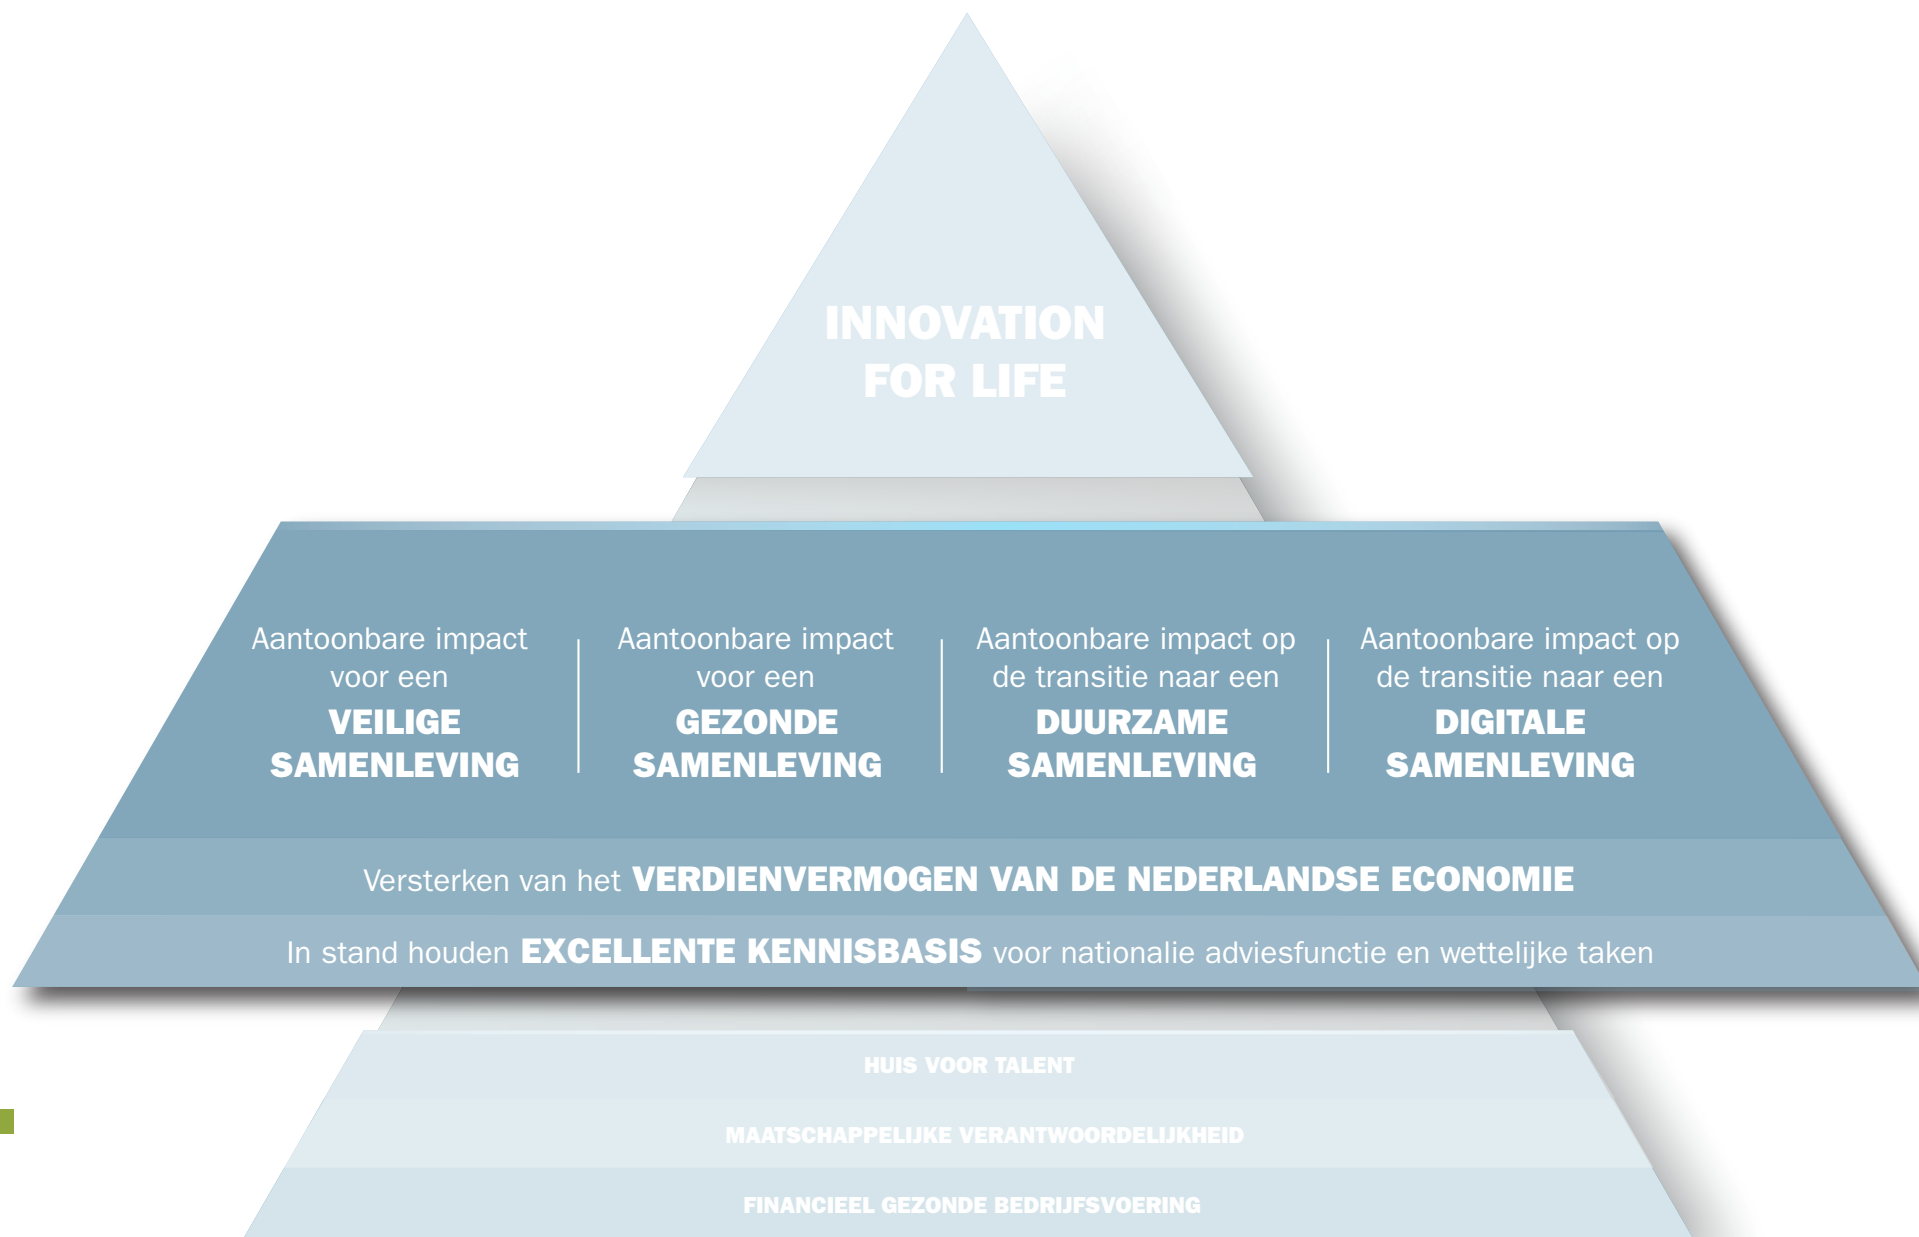 INNOVATION
FOR LIFE
Aantoonbare impact
voor een
VEILIGE
SAMENLEVING
Aantoonbare impact
voor een
GEZONDE
SAMENLEVING
Aantoonbare impact op
de transitie naar een
DUURZAME
SAMENLEVING
Aantoonbare impact op
de transitie naar een
DIGITALE
SAMENLEVING
Versterken van het VERDIENVERMOGEN VAN DE NEDERLANDSE ECONOMIE
In stand houden EXCELLENTE KENNISBASIS voor nationalie adviesfunctie en wettelijke taken
HUIS VOOR TALENT
MAATSCHAPPELIJKE VERANTWOORDELIJKHEID
FINANCIEEL GEZONDE BEDRIJFSVOERING